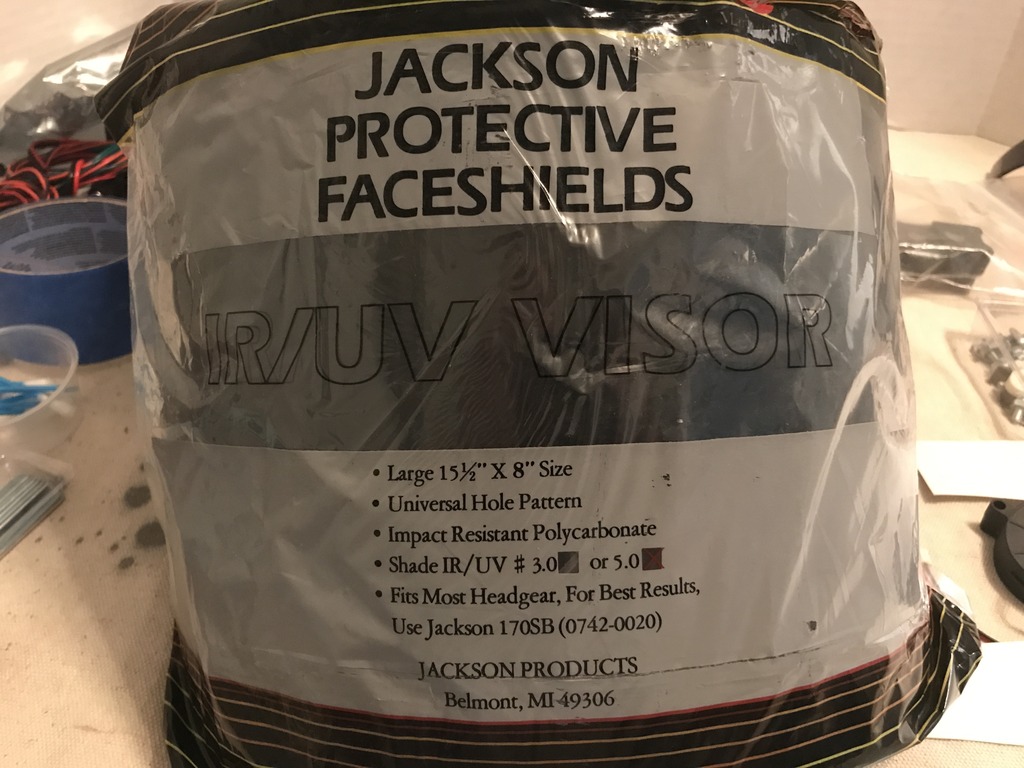 JACKSON
PROTECTIVE
FACESHIELDS
IR/UV VISOR
• Large 15½" X 8" Size
• Universal Hole Pattern
• Impact Resistant Polycarbonate
• Shade IR/UV # 3.0 or 5.0
• Fits Most Headgear, For Best Results,
Use Jackson 170SB (0742-0020)
JACKSON PRODUCTS
Belmont, MI 49306